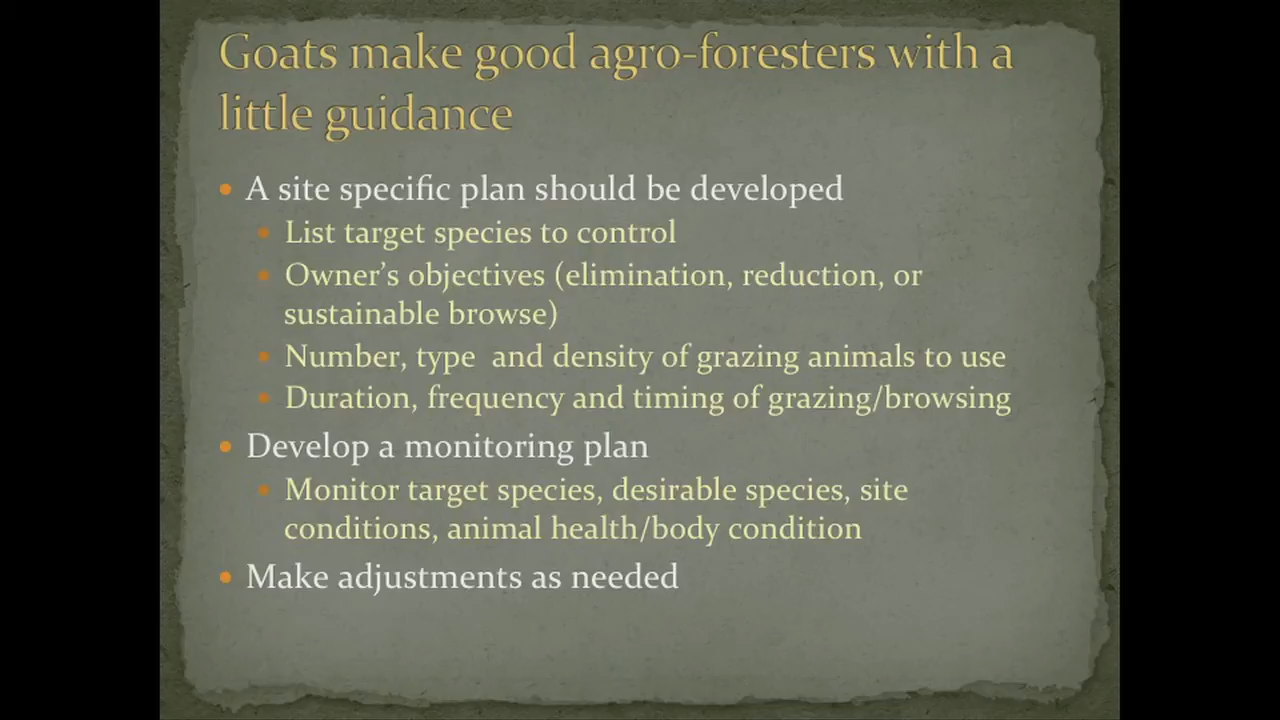 Goats make good agro-foresters with a
little guidance
• A site specific plan should be developed
• List target species to control
• Owner’s objectives (elimination, reduction, or
sustainable browse)
• Number, type  and density of grazing animals to use
• Duration, frequency and timing of grazing/browsing
• Develop a monitoring plan
• Monitor target species, desirable species, site
conditions, animal health/body condition
• Make adjustments as needed